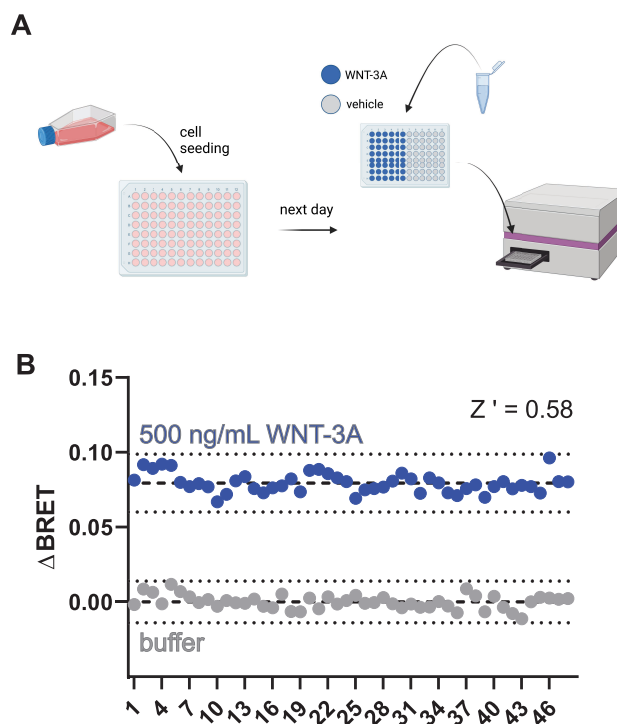 A
WNT-3A
vehicle
cell
seeding
next day
B
0.15
Z ' = 0.58
500 ng/mL WNT-3A
0.10
0.05
ΔBRET
0.00
buffer
1 4 7 10 13 16 19 22 25 28 31 34 37 40 43 46